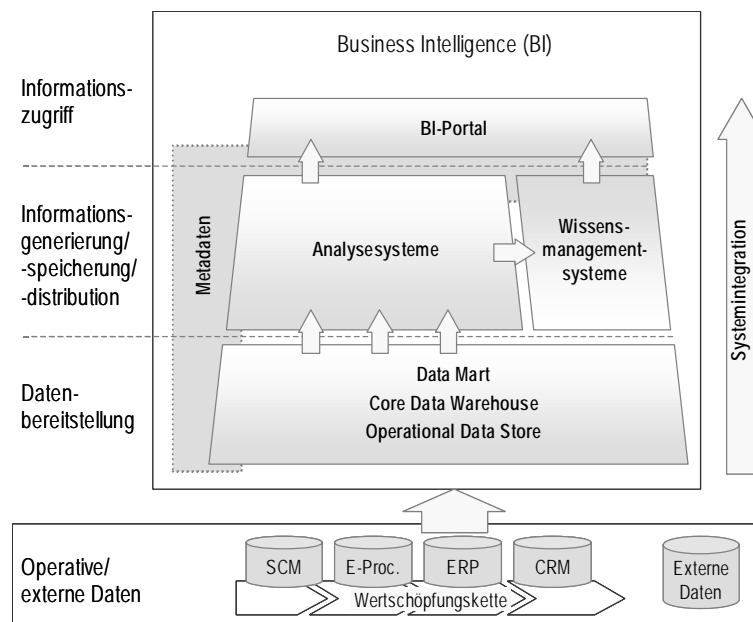 Business Intelligence (BI)
Informations-
zugriff
BI-Portal
Informations-
generierung/
-speicherung/
-distribution
Metadaten
Analysesysteme
Wissens-
management-
systeme
Systemintegration
Daten-
bereitstellung
Data Mart
Core Data Warehouse
Operational Data Store
Operative/
externe Daten
SCM
E-Proc.
ERP
CRM
Wertschöpfungskette
Externe
Daten